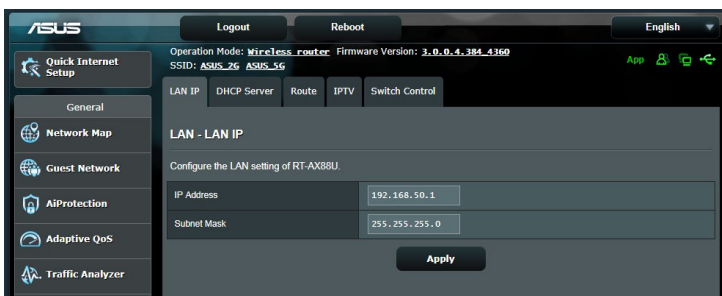 ASUS
Logout
Reboot
English
Quick Internet
Setup
Operation Mode: Wireless router Firmware Version: 3.0.0.4.384_4360
SSID: ASUS_2G ASUS_5G
App
LAN IP DHCP Server Route IPTV Switch Control
General
Network Map
Guest Network
AiProtection
Adaptive QoS
Traffic Analyzer
LAN - LAN IP
Configure the LAN setting of RT-AX88U.
IP Address 192.168.50.1
Subnet Mask 255.255.255.0
Apply